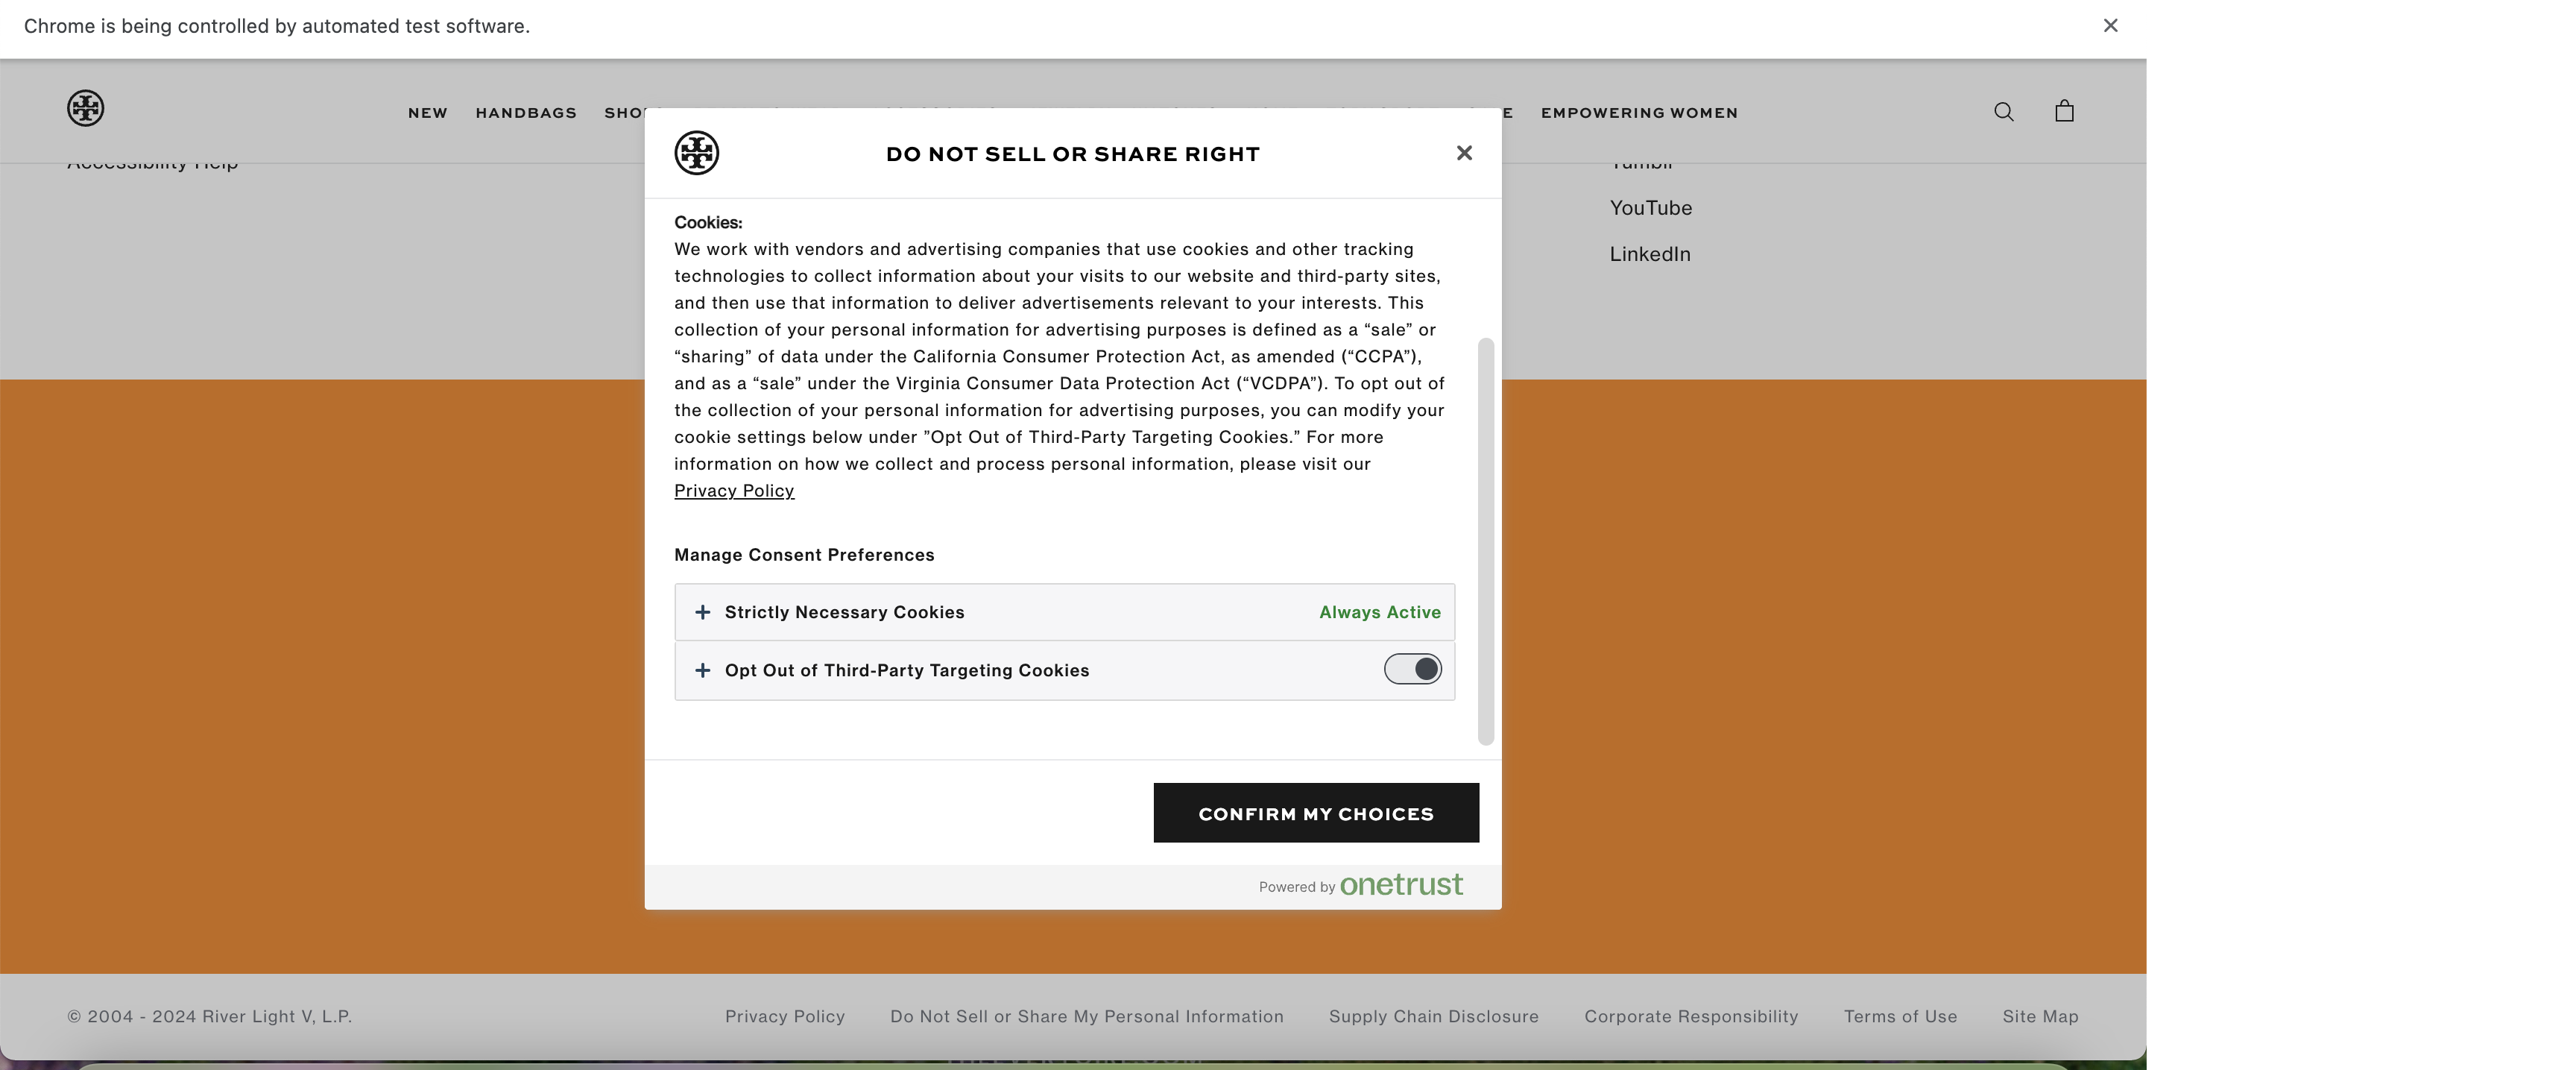 Chrome is being controlled by automated test software.
NEW HANDBAGS EMPOWERING WOMEN
Accessibility Help
YouTube
LinkedIn
DO NOT SELL OR SHARE RIGHT
Cookies:
We work with vendors and advertising companies that use cookies and other tracking
technologies to collect information about your visits to our website and third-party sites,
and then use that information to deliver advertisements relevant to your interests. This
collection of your personal information for advertising purposes is defined as a “sale” or
“sharing” of data under the California Consumer Protection Act, as amended (“CCPA”),
and as a “sale” under the Virginia Consumer Data Protection Act (“VCDPA”). To opt out of
the collection of your personal information for advertising purposes, you can modify your
cookie settings below under ”Opt Out of Third-Party Targeting Cookies.” For more
information on how we collect and process personal information, please visit our
Privacy Policy
Manage Consent Preferences
Strictly Necessary Cookies Always Active
Opt Out of Third-Party Targeting Cookies
CONFIRM MY CHOICES
Powered by onetrust
© 2004 - 2024 River Light V, L.P. Privacy Policy Do Not Sell or Share My Personal Information Supply Chain Disclosure Corporate Responsibility Terms of Use Site Map